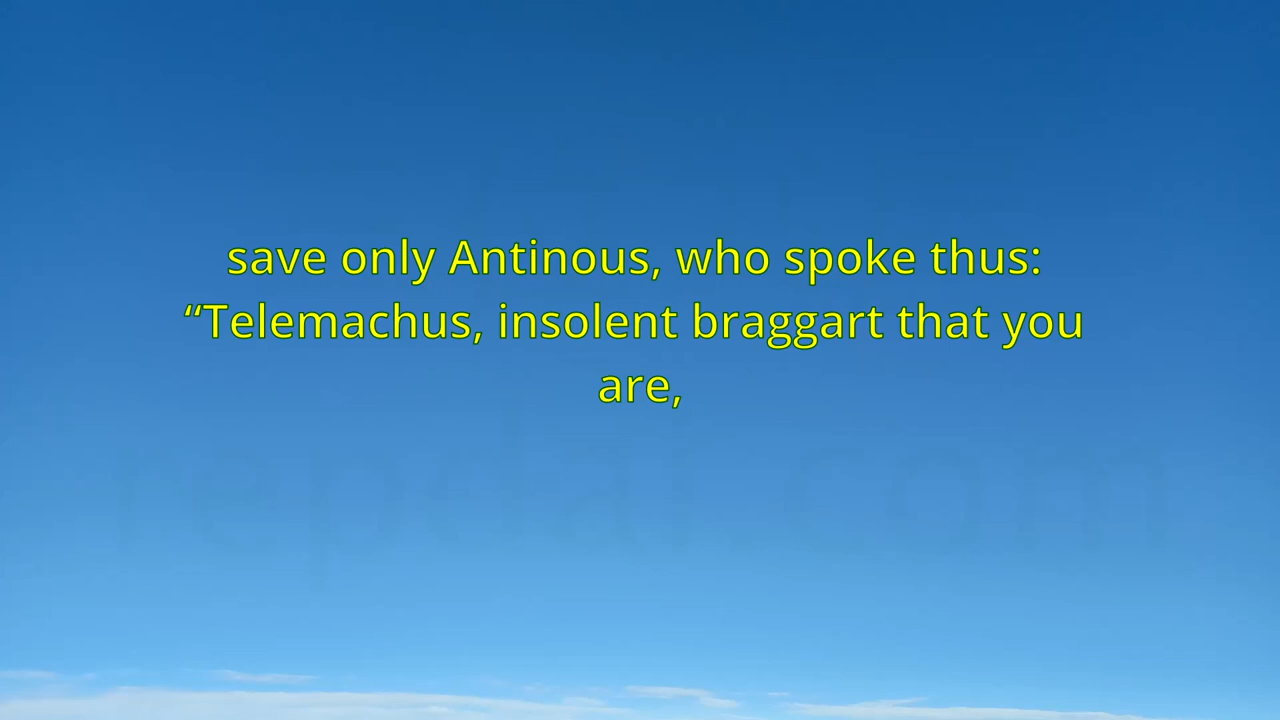 save only Antinous, who spoke thus:
“Telemachus, insolent braggart that you
are,